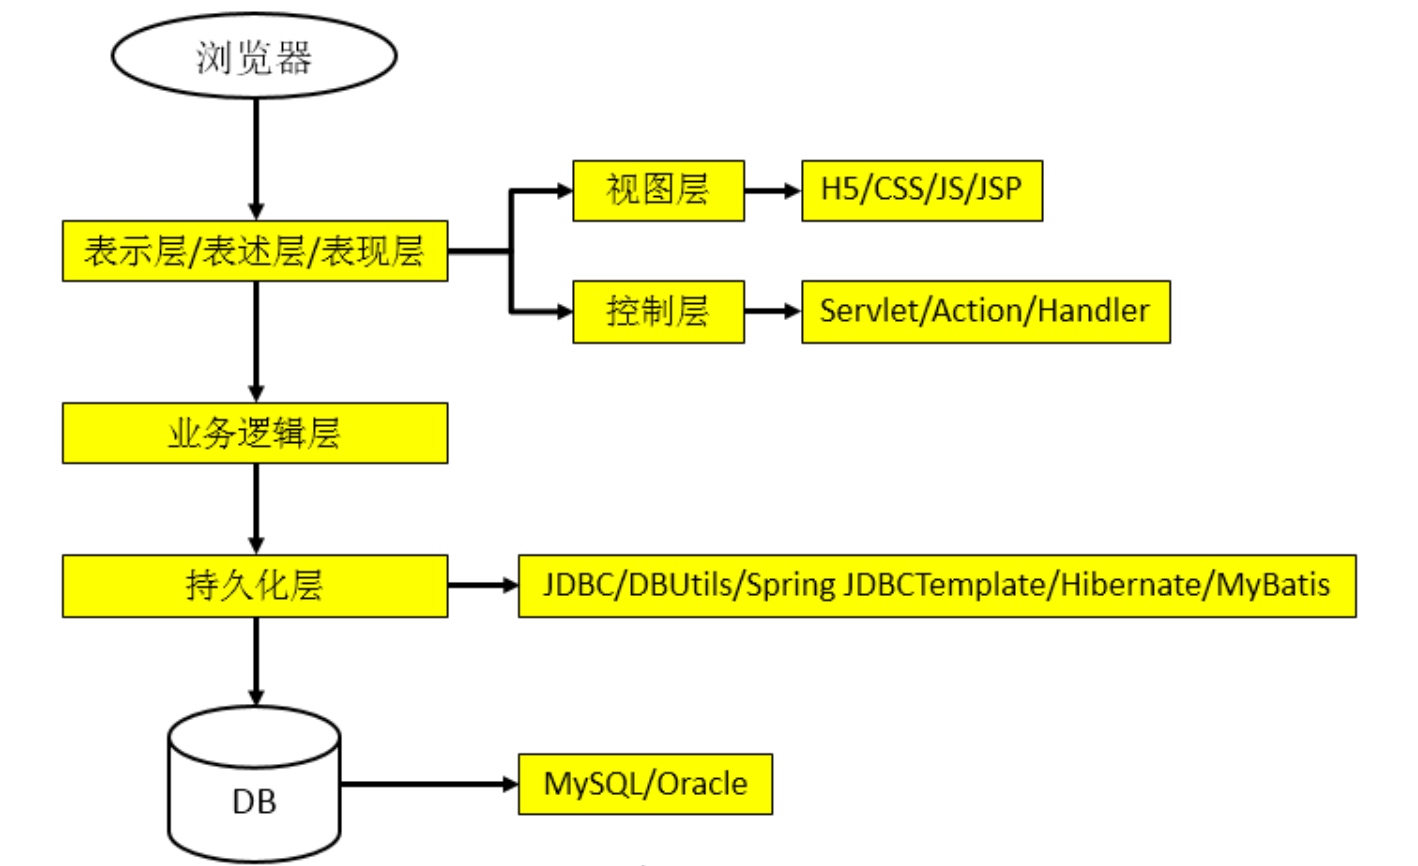 浏览器
视图层
H5/CSS/JS/JSP
表示层/表述层/表现层
控制层
Servlet/Action/Handler
业务逻辑层
持久化层
JDBC/DBUtils/Spring JDBCTemplate/Hibernate/MyBatis
DB
MySQL/Oracle